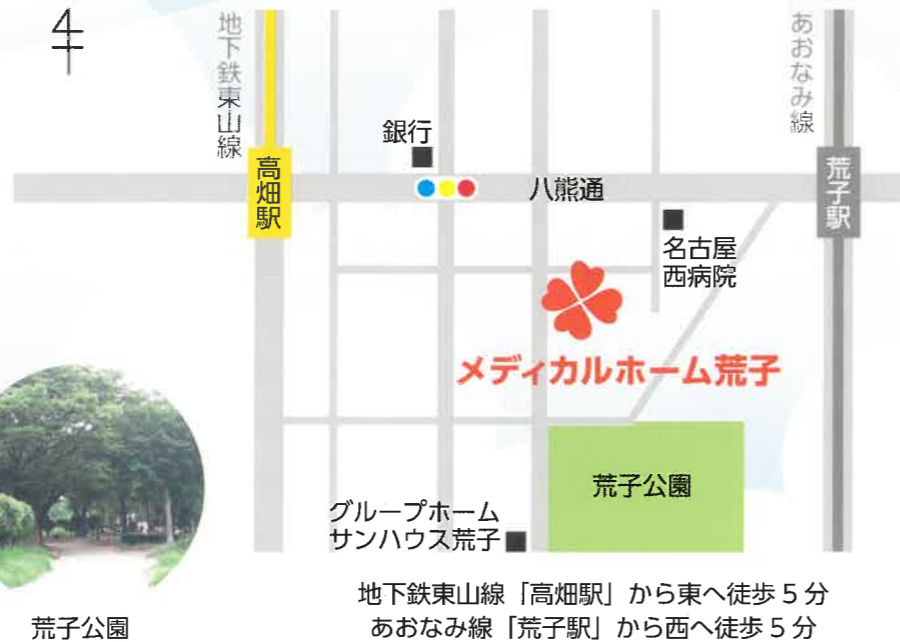 地下鉄東山線
あおなみ線
銀行
高畑駅
八熊通
荒子駅
名古屋
西病院
メディカルホーム荒子
荒子公園
グループホーム
サンハウス荒子
地下鉄東山線「高畑駅」から東へ徒歩5分
荒子公園
あおなみ線「荒子駅」から西へ徒歩5分